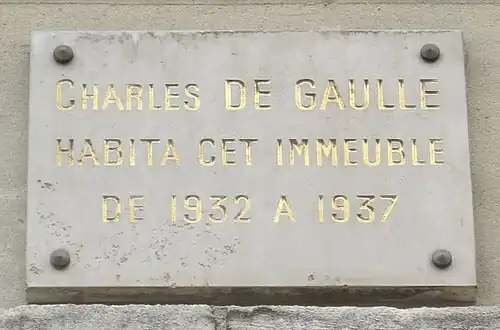 CHARLES DE GAULLE
HABITA CET IMMEUBLE
DE 1932 A 1937